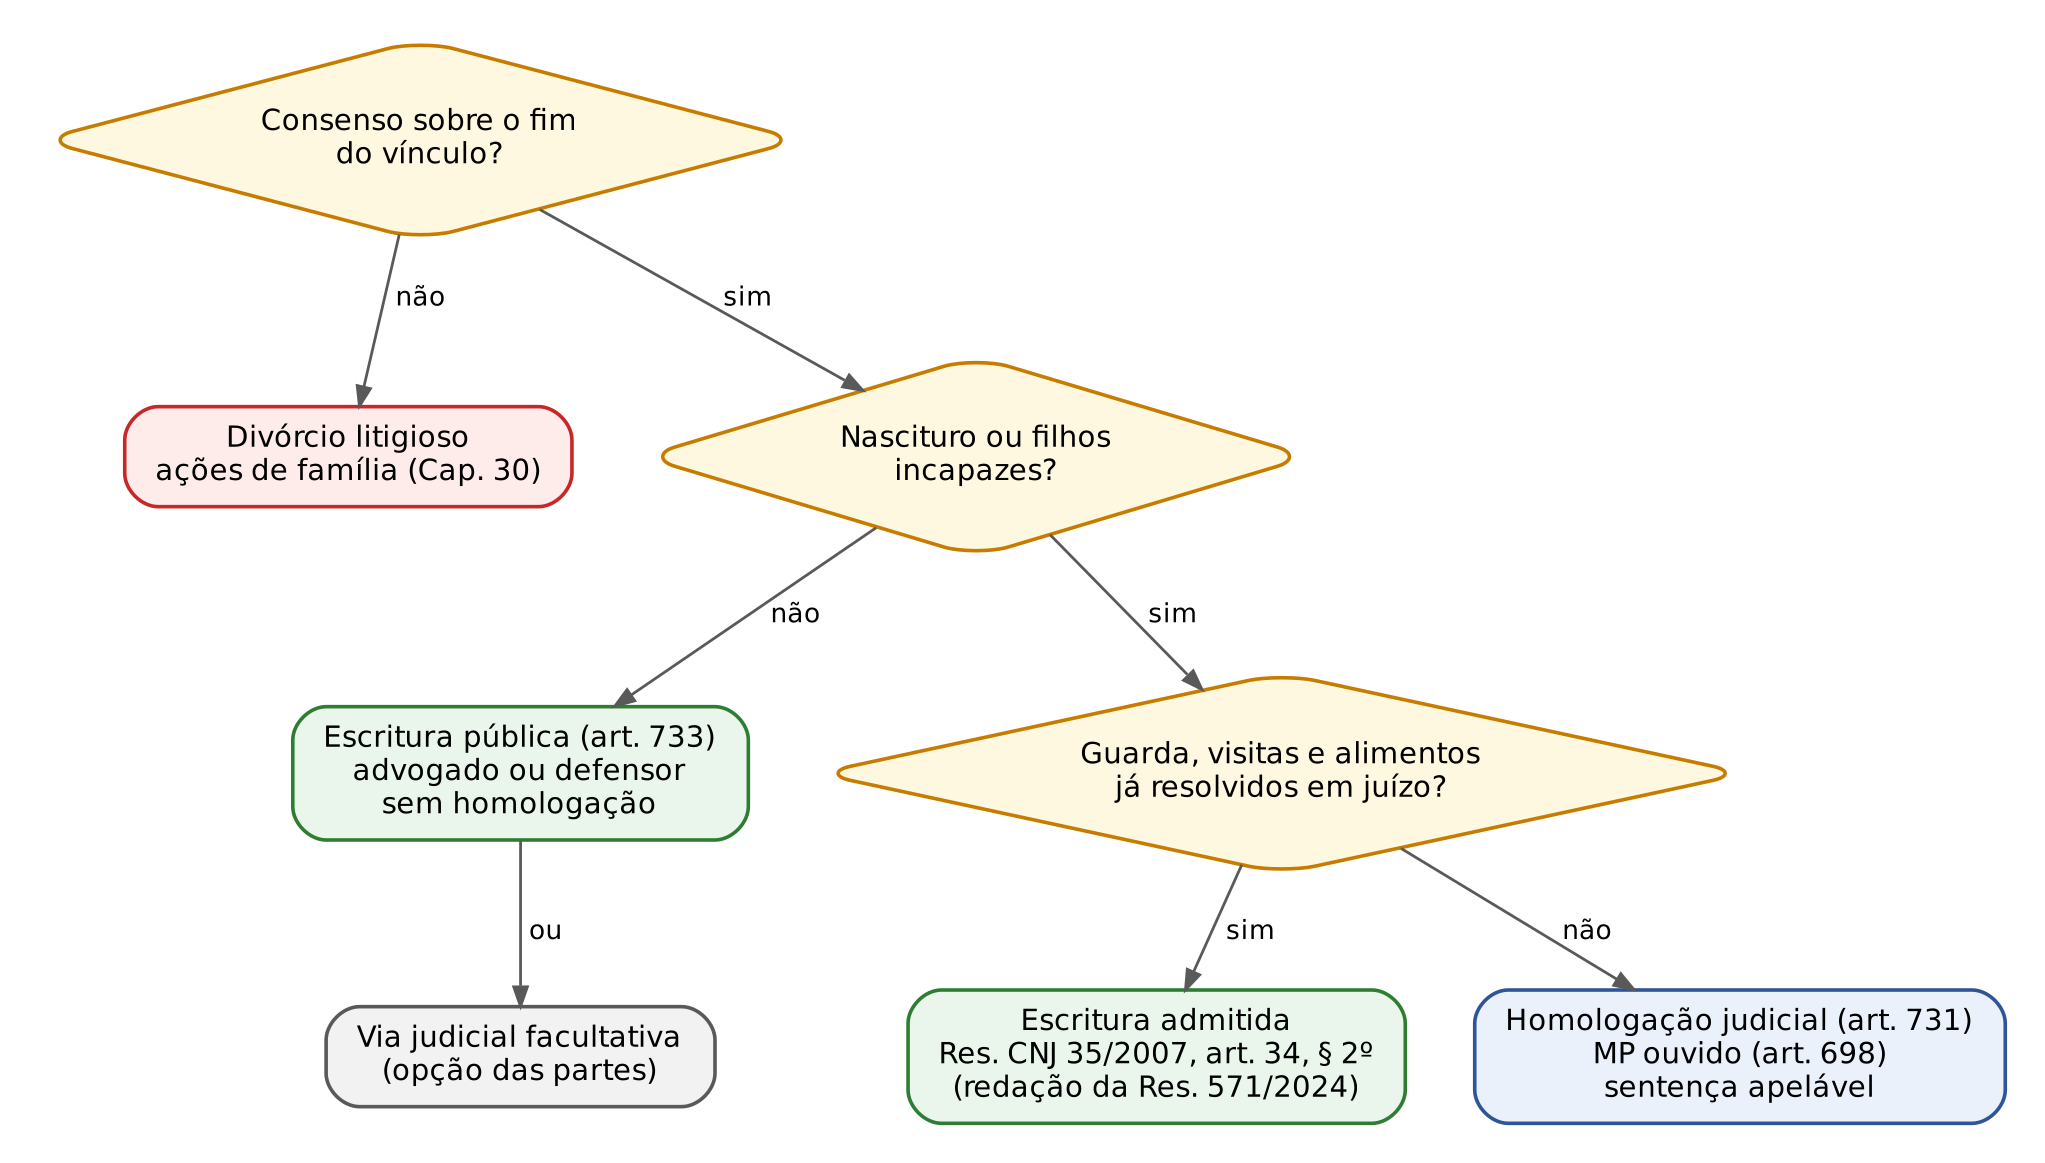 Consenso sobre o fim
do vínculo?
não
sim
Divórcio litigioso
ações de família (Cap. 30)
Nascituro ou filhos
incapazes?
não
sim
Escritura pública (art. 733)
advogado ou defensor
sem homologação
Guarda, visitas e alimentos
já resolvidos em juízo?
ou
sim
não
Via judicial facultativa
(opção das partes)
Escritura admitida
Res. CNJ 35/2007, art. 34, § 2º
(redação da Res. 571/2024)
Homologação judicial (art. 731)
MP ouvido (art. 698)
sentença apelável